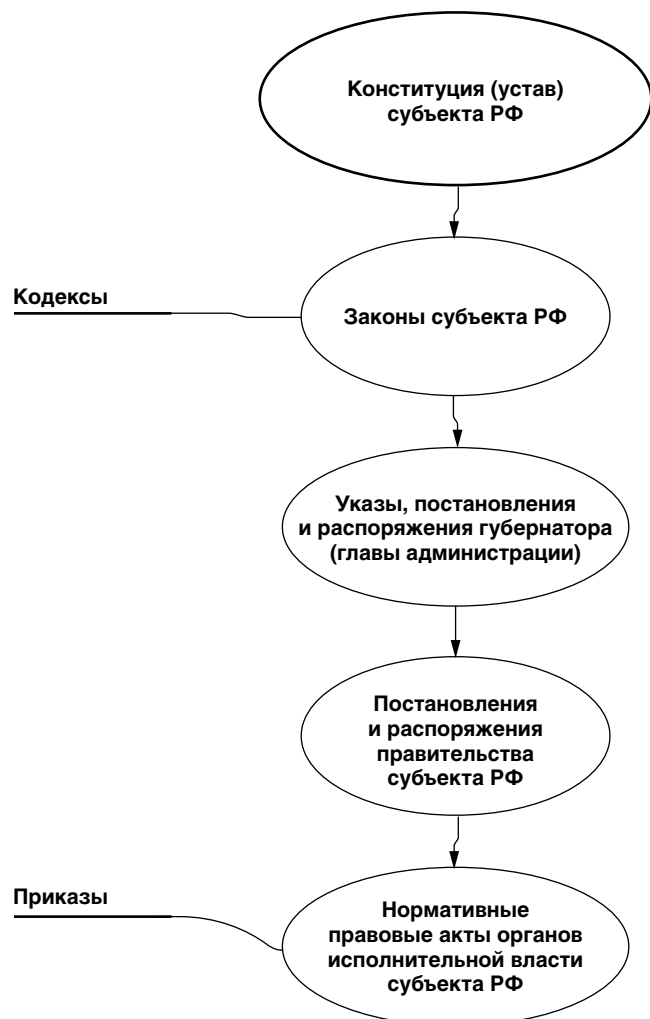 Конституция (устав)
субъекта РФ
Кодексы
Законы субъекта РФ
Указы, постановления
и распоряжения губернатора
(главы администрации)
Постановления
и распоряжения
правительства
субъекта РФ
Приказы
Нормативные
правовые акты органов
исполнительной власти
субъекта РФ